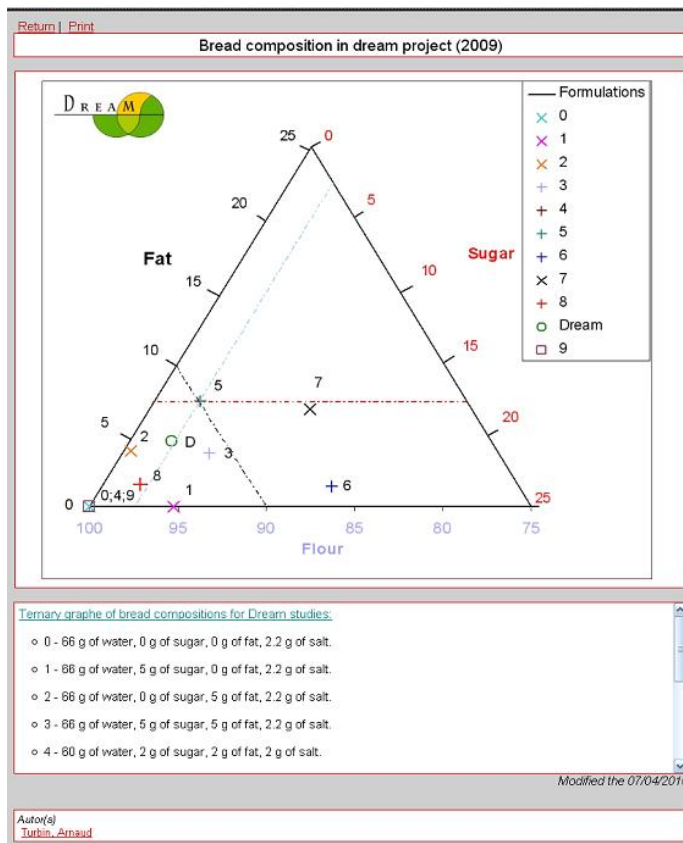 Return | Print
Bread composition in dream project (2009)
DREAM
Formulations
0
1
2
3
4
5
6
7
8
Dream
9
25
0
20
5
Fat
Sugar
15
10
10
15
5
7
5
2
D
3
20
8
6
0;4;9
1
0
25
100
95
90
85
80
75
Flour
Ternary graphe of bread compositions for Dream studies:
0 - 66 g of water, 0 g of sugar, 0 g of fat, 2.2 g of salt.
1 - 66 g of water, 5 g of sugar, 0 g of fat, 2.2 g of salt.
2 - 66 g of water, 0 g of sugar, 5 g of fat, 2.2 g of salt.
3 - 66 g of water, 5 g of sugar, 5 g of fat, 2.2 g of salt.
4 - 60 g of water, 2 g of sugar, 2 g of fat, 2 g of salt.
Modified the 07/04/2010
Autor(s)
Turbin, Arnaud